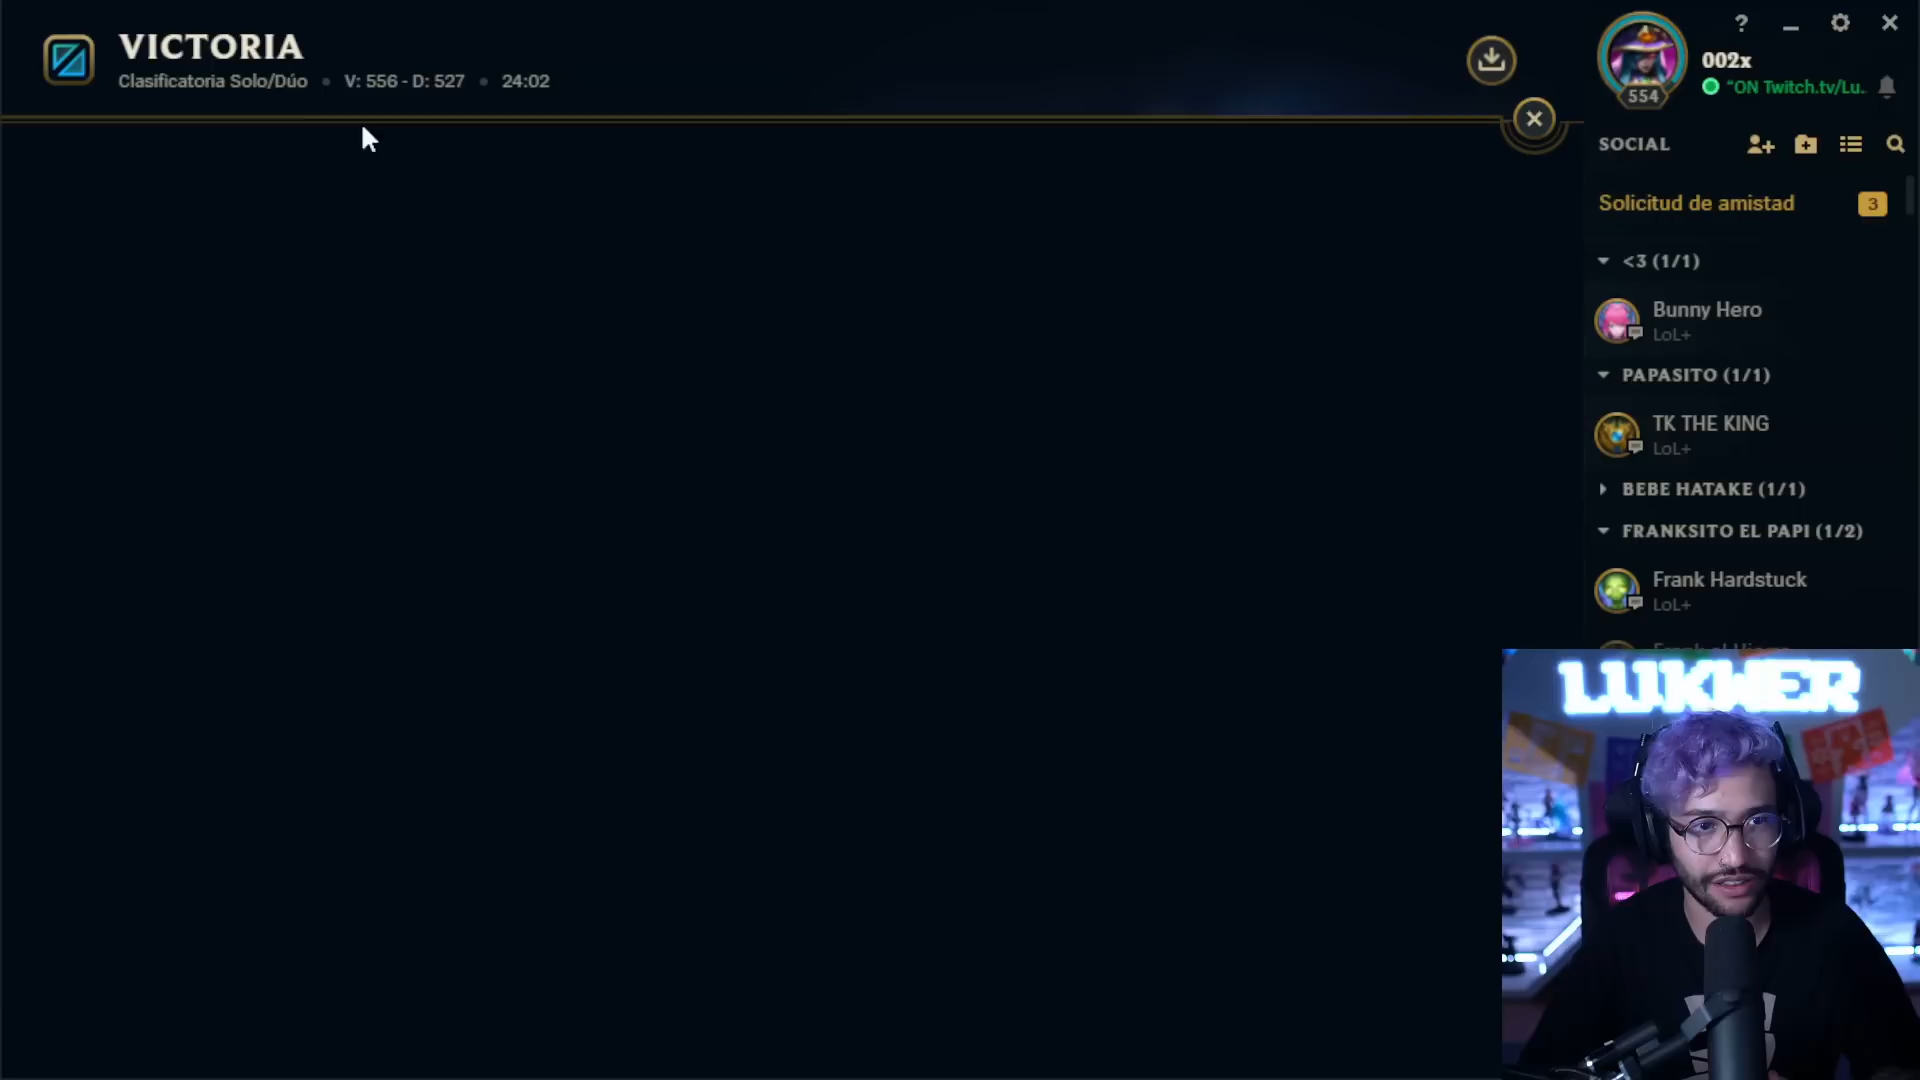 VICTORIA
Clasificatoria Solo/Dúo • V: 556 - D: 527 • 24:02
?
002x
"ON Twitch.tv/Lu..
554
SOCIAL
Solicitud de amistad 3
<3 (1/1)
Bunny Hero
LoL+
PAPASITO (1/1)
TK THE KING
LoL+
BEBE HATAKE (1/1)
FRANKSITO EL PAPI (1/2)
Frank Hardstuck
LoL+
LUKWER